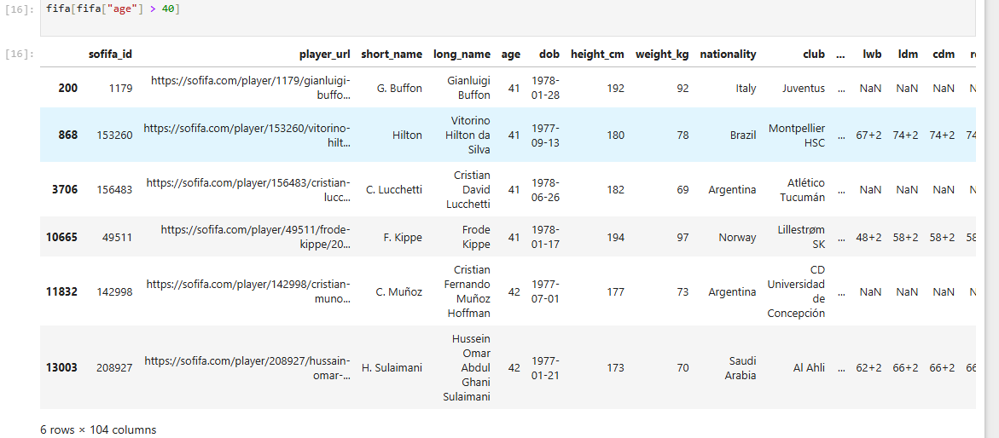 [16]: fifa[fifa["age"] > 40]
[16]:
sofifa_id player_url short_name long_name age dob height_cm weight_kg nationality club ... lwb ldm cdm r
200 1179 https://sofifa.com/player/1179/gianluigi-buffo... G. Buffon Gianluigi Buffon 41 1978-01-28 192 92 Italy Juventus ... NaN NaN NaN N
868 153260 https://sofifa.com/player/153260/vitorino-hilt... Hilton Vitorino Hilton da Silva 41 1977-09-13 180 78 Brazil Montpellier HSC ... 67+2 74+2 74+2 74
3706 156483 https://sofifa.com/player/156483/cristian-lucc... C. Lucchetti Cristian David Lucchetti 41 1978-06-26 182 69 Argentina Atlético Tucumán ... NaN NaN NaN N
10665 49511 https://sofifa.com/player/49511/frode-kippe/20... F. Kippe Frode Kippe 41 1978-01-17 194 97 Norway Lillestrøm SK ... 48+2 58+2 58+2 58
11832 142998 https://sofifa.com/player/142998/cristian-muno... C. Muñoz Cristian Fernando Muñoz Hoffman 42 1977-07-01 177 73 Argentina CD Universidad de Concepción ... NaN NaN NaN N
13003 208927 https://sofifa.com/player/208927/hussain-omar-... H. Sulaimani Hussein Omar Abdul Ghani Sulaimani 42 1977-01-21 173 70 Saudi Arabia Al Ahli ... 62+2 66+2 66+2 66
6 rows × 104 columns